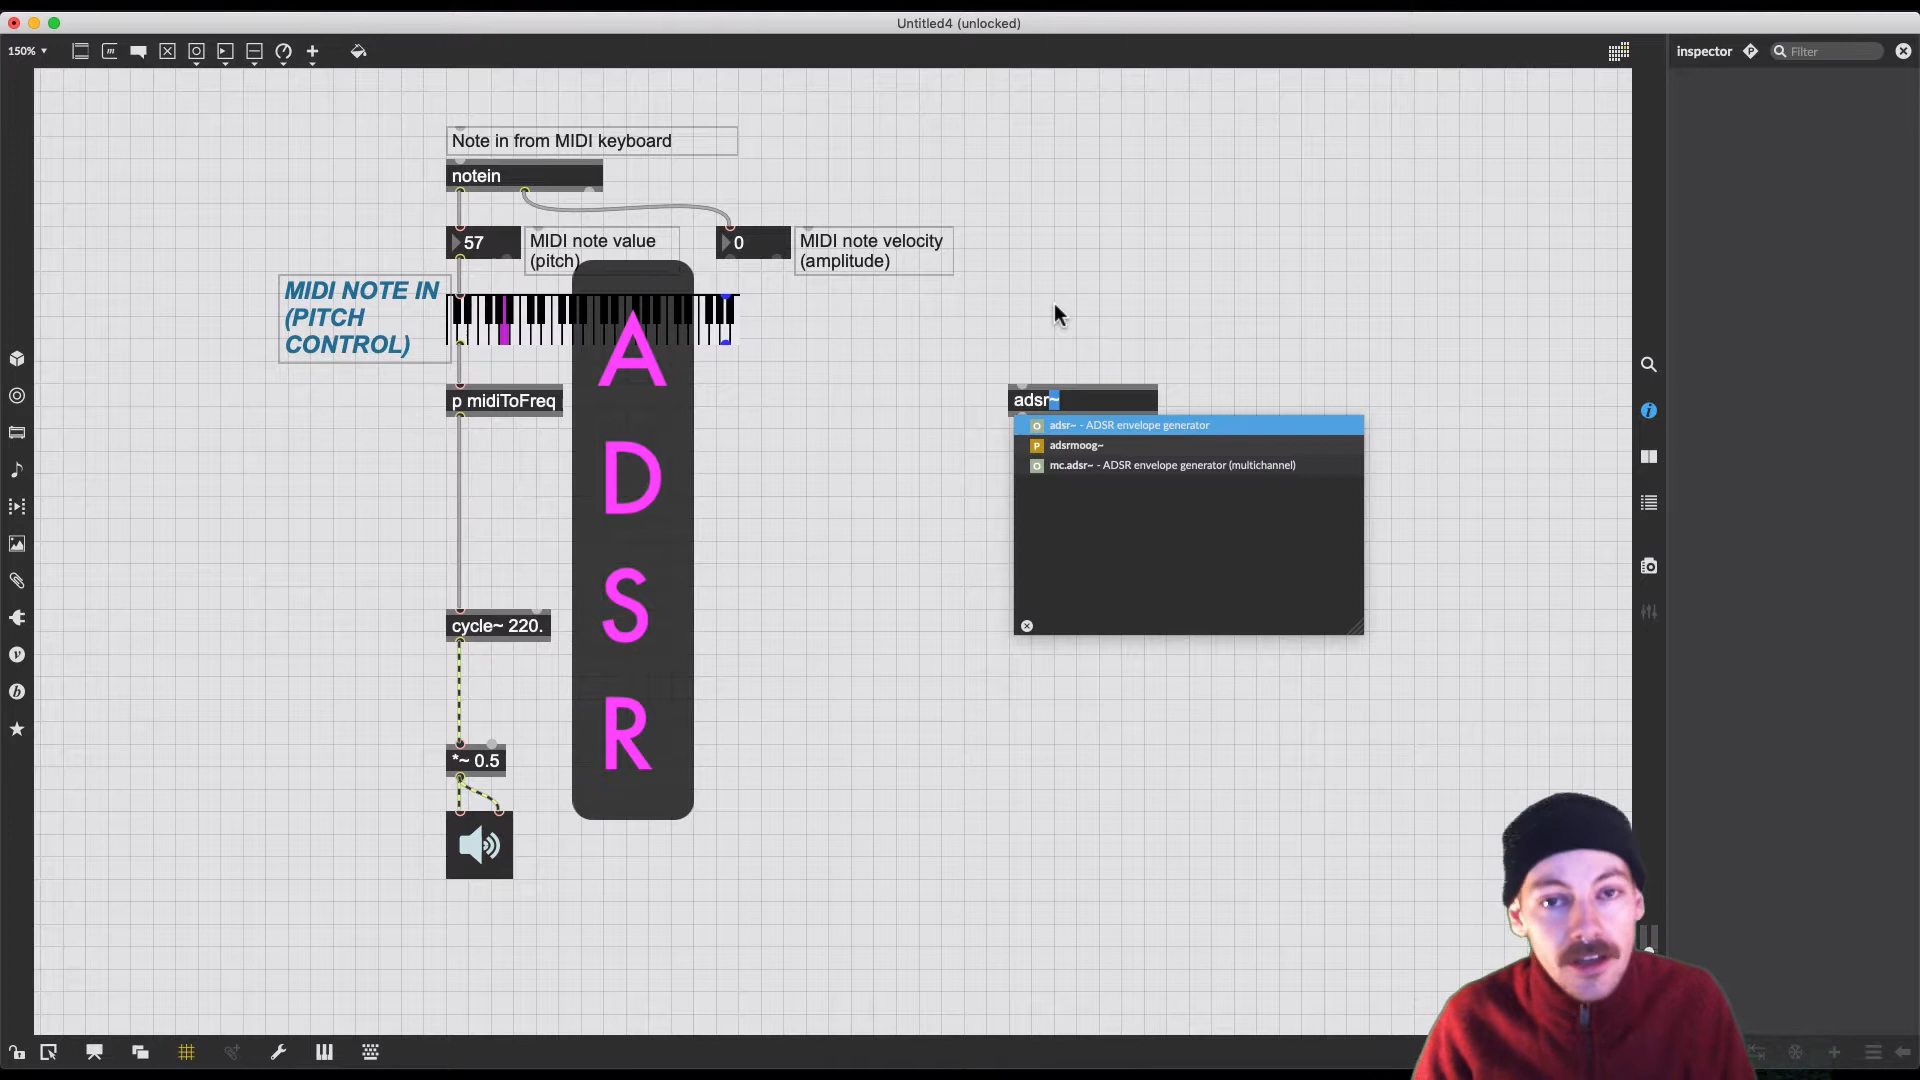 Untitled4 (unlocked)
150%
inspector
Filter
Note in from MIDI keyboard
notein
57
MIDI note value
(pitch)
0
MIDI note velocity
(amplitude)
MIDI NOTE IN
(PITCH
CONTROL)
p midiToFreq
cycle~ 220.
*~ 0.5
A
D
S
R
adsr~
O adsr~ - ADSR envelope generator
P adsrmoog~
O mc.adsr~ - ADSR envelope generator (multichannel)